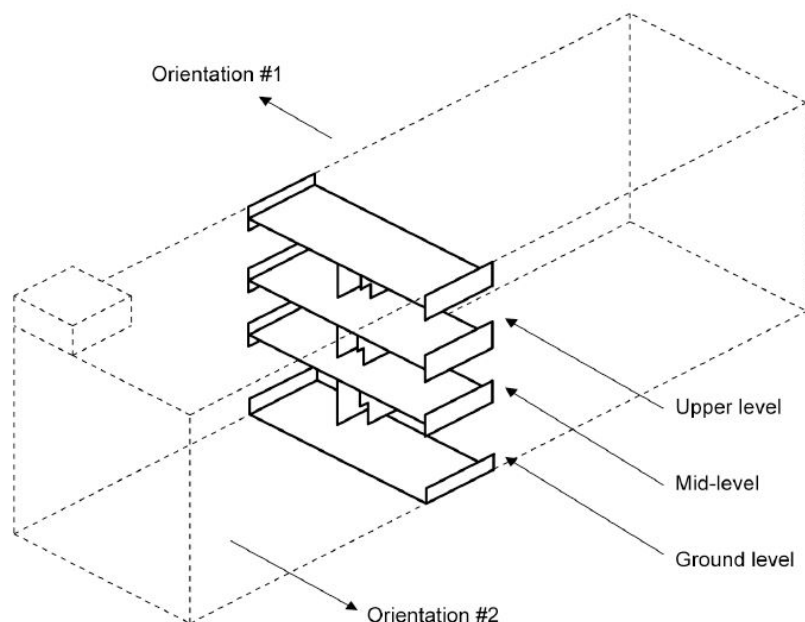 Orientation #1
Upper level
Mid-level
Ground level
Orientation #2